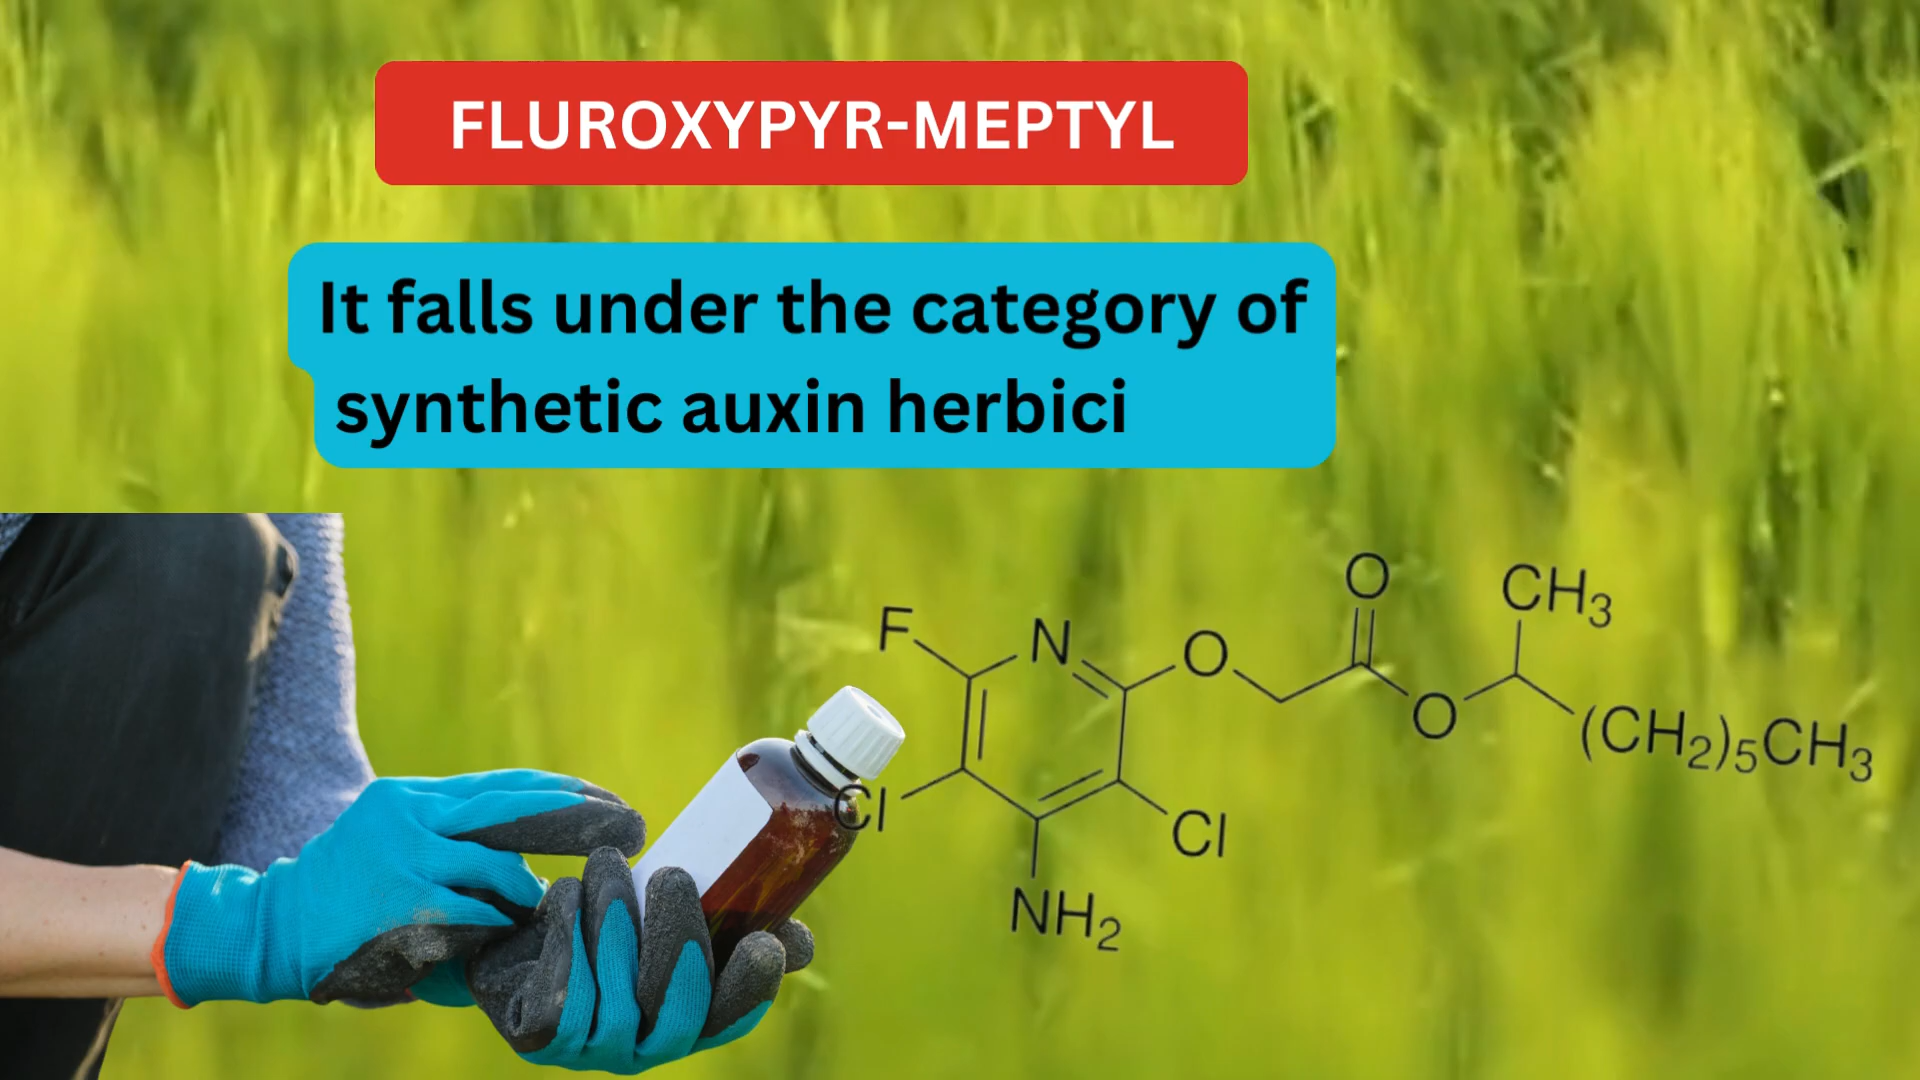 FLUROXYPYR-MEPTYL
It falls under the category of
synthetic auxin herbici
O
CH3
F
N
O
O
(CH2)5CH3
Cl
Cl
NH2